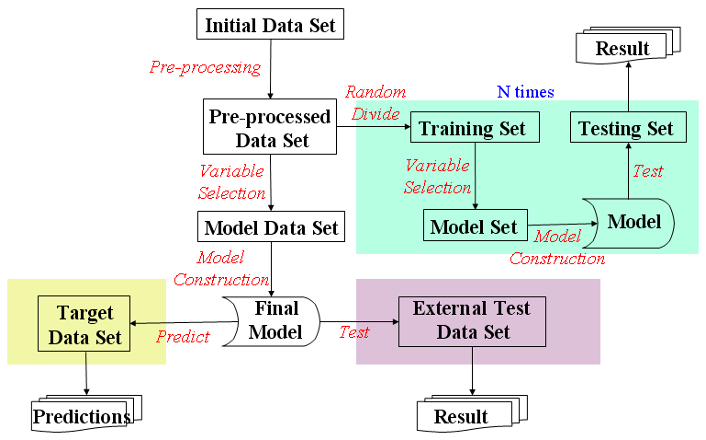 Initial Data Set
Pre-processing
Pre-processed
Data Set
Random
Divide
N times
Training Set
Testing Set
Result
Variable
Selection
Model Set
Model
Construction
Model
Test
Variable
Selection
Model Data Set
Model
Construction
Final
Model
Predict
Target
Data Set
Predictions
Test
External Test
Data Set
Result